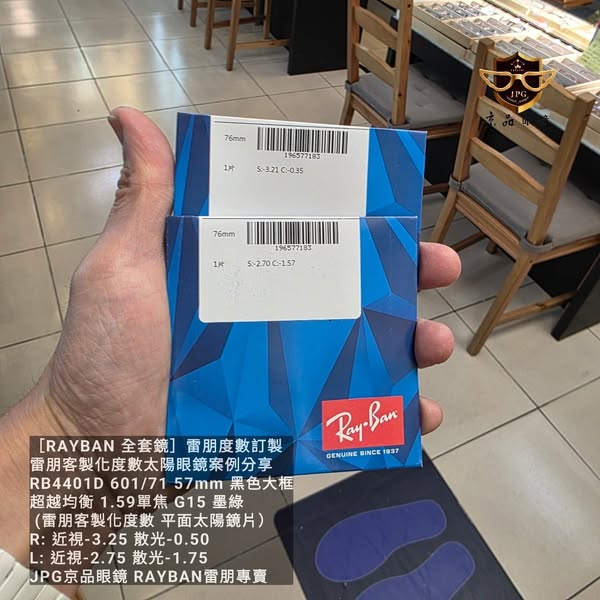 JPG
京品眼鏡
76mm
196577183
1片 S:-3.21 C:-0.35
76mm
196577183
1片 S:-2.70 C:-1.57
Ray-Ban
GENUINE SINCE 1937
［RAYBAN 全套鏡］雷朋度數訂製
雷朋客製化度數太陽眼鏡案例分享
RB4401D 601/71 57mm 黑色大框
超越均衡 1.59單焦 G15 墨綠
(雷朋客製化度數 平面太陽鏡片）
R: 近視-3.25 散光-0.50
L: 近視-2.75 散光-1.75
JPG京品眼鏡 RAYBAN雷朋專賣